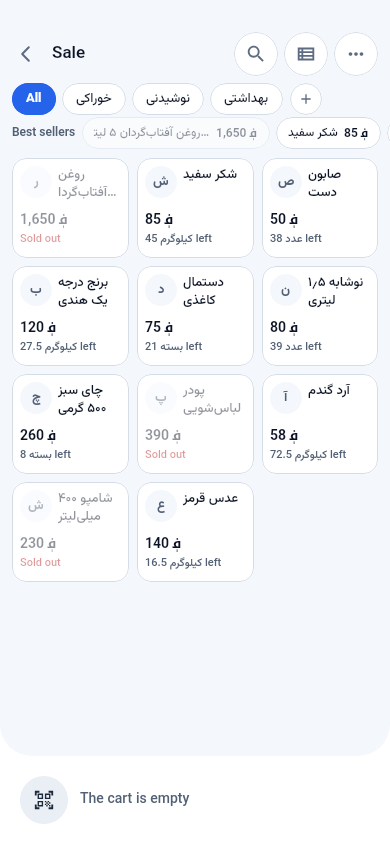 Sale
All
خوراکی
نوشیدنی
بهداشتی
Best sellers
روغن آفتاب‌گردان ۵ لیتر...
1,650 ؋
شکر سفید
85 ؋
ر
روغن
آفتاب‌گردا...
1,650 ؋
Sold out
ش
شکر سفید
85 ؋
45 کیلوگرم left
ص
صابون
دست
50 ؋
38 عدد left
ب
برنج درجه
یک هندی
120 ؋
27.5 کیلوگرم left
د
دستمال
کاغذی
75 ؋
21 بسته left
ن
نوشابه ۱٫۵
لیتری
80 ؋
39 عدد left
چ
چای سبز
۵۰۰ گرمی
260 ؋
8 بسته left
پ
پودر
لباس‌شویی
390 ؋
Sold out
آ
آرد گندم
58 ؋
72.5 کیلوگرم left
ش
شامپو ۴۰۰
میلی‌لیتر
230 ؋
Sold out
ع
عدس قرمز
140 ؋
16.5 کیلوگرم left
The cart is empty